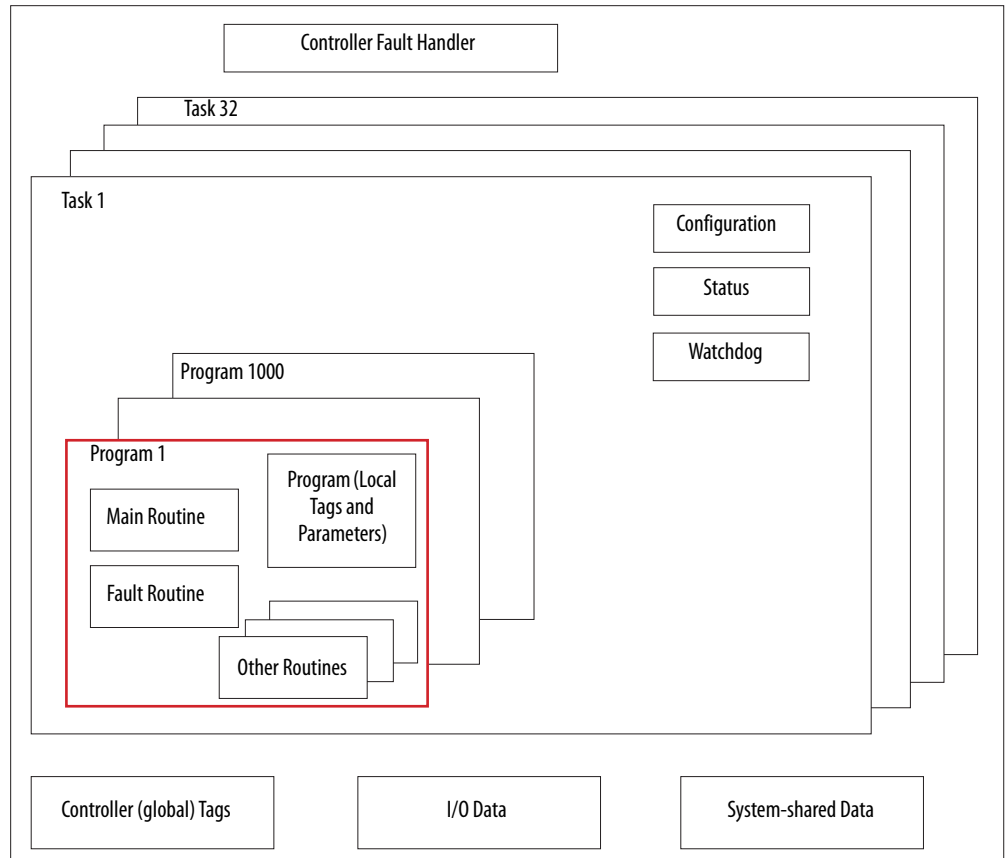 Controller Fault Handler
Task 32
Task 1
Configuration
Status
Watchdog
Program 1000
Program 1
Program (Local
Tags and
Parameters)
Main Routine
Fault Routine
Other Routines
Controller (global) Tags
I/O Data
System-shared Data